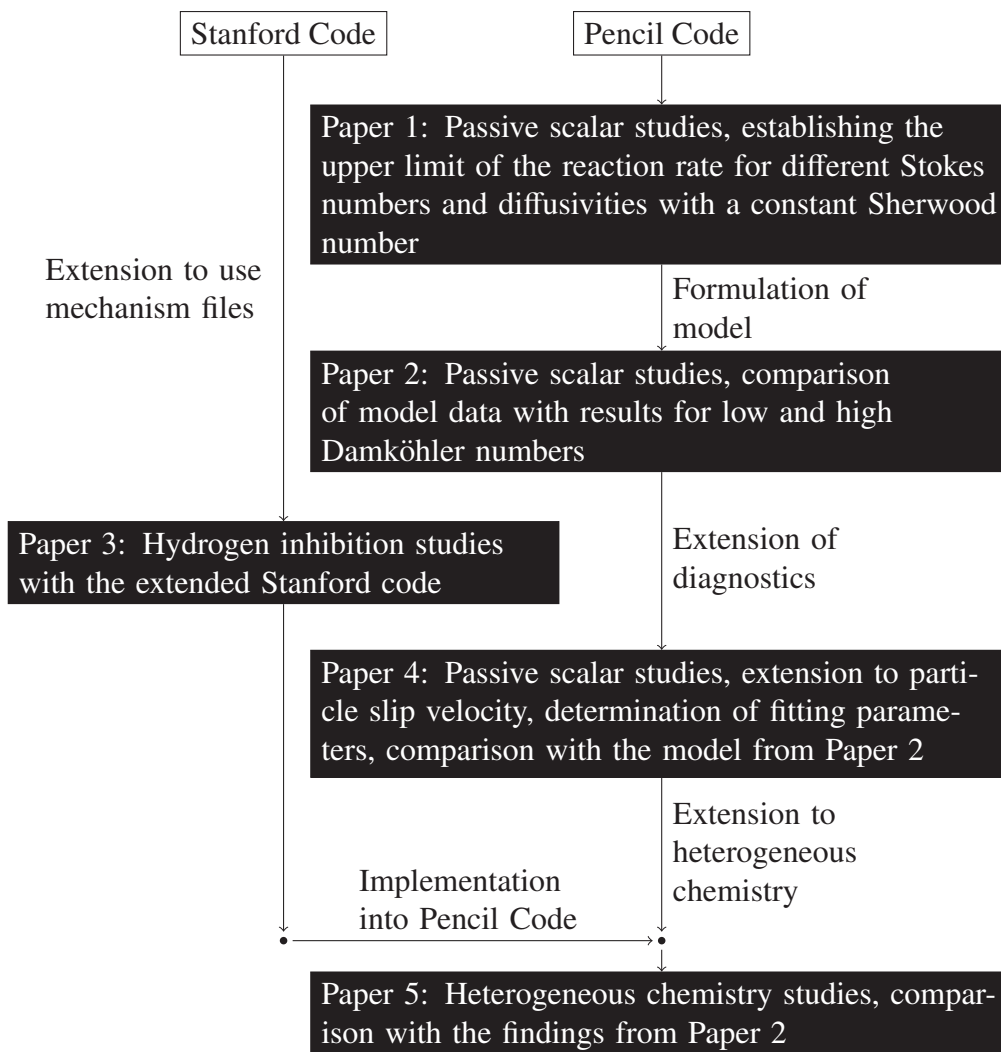 Stanford Code
Pencil Code
Paper 1: Passive scalar studies, establishing the
upper limit of the reaction rate for different Stokes
numbers and diffusivities with a constant Sherwood
number
Extension to use
mechanism files
Formulation of
model
Paper 2: Passive scalar studies, comparison
of model data with results for low and high
Damköhler numbers
Paper 3: Hydrogen inhibition studies
with the extended Stanford code
Extension of
diagnostics
Paper 4: Passive scalar studies, extension to parti-
cle slip velocity, determination of fitting parame-
ters, comparison with the model from Paper 2
Extension to
heterogeneous
chemistry
Implementation
into Pencil Code
Paper 5: Heterogeneous chemistry studies, compar-
ison with the findings from Paper 2